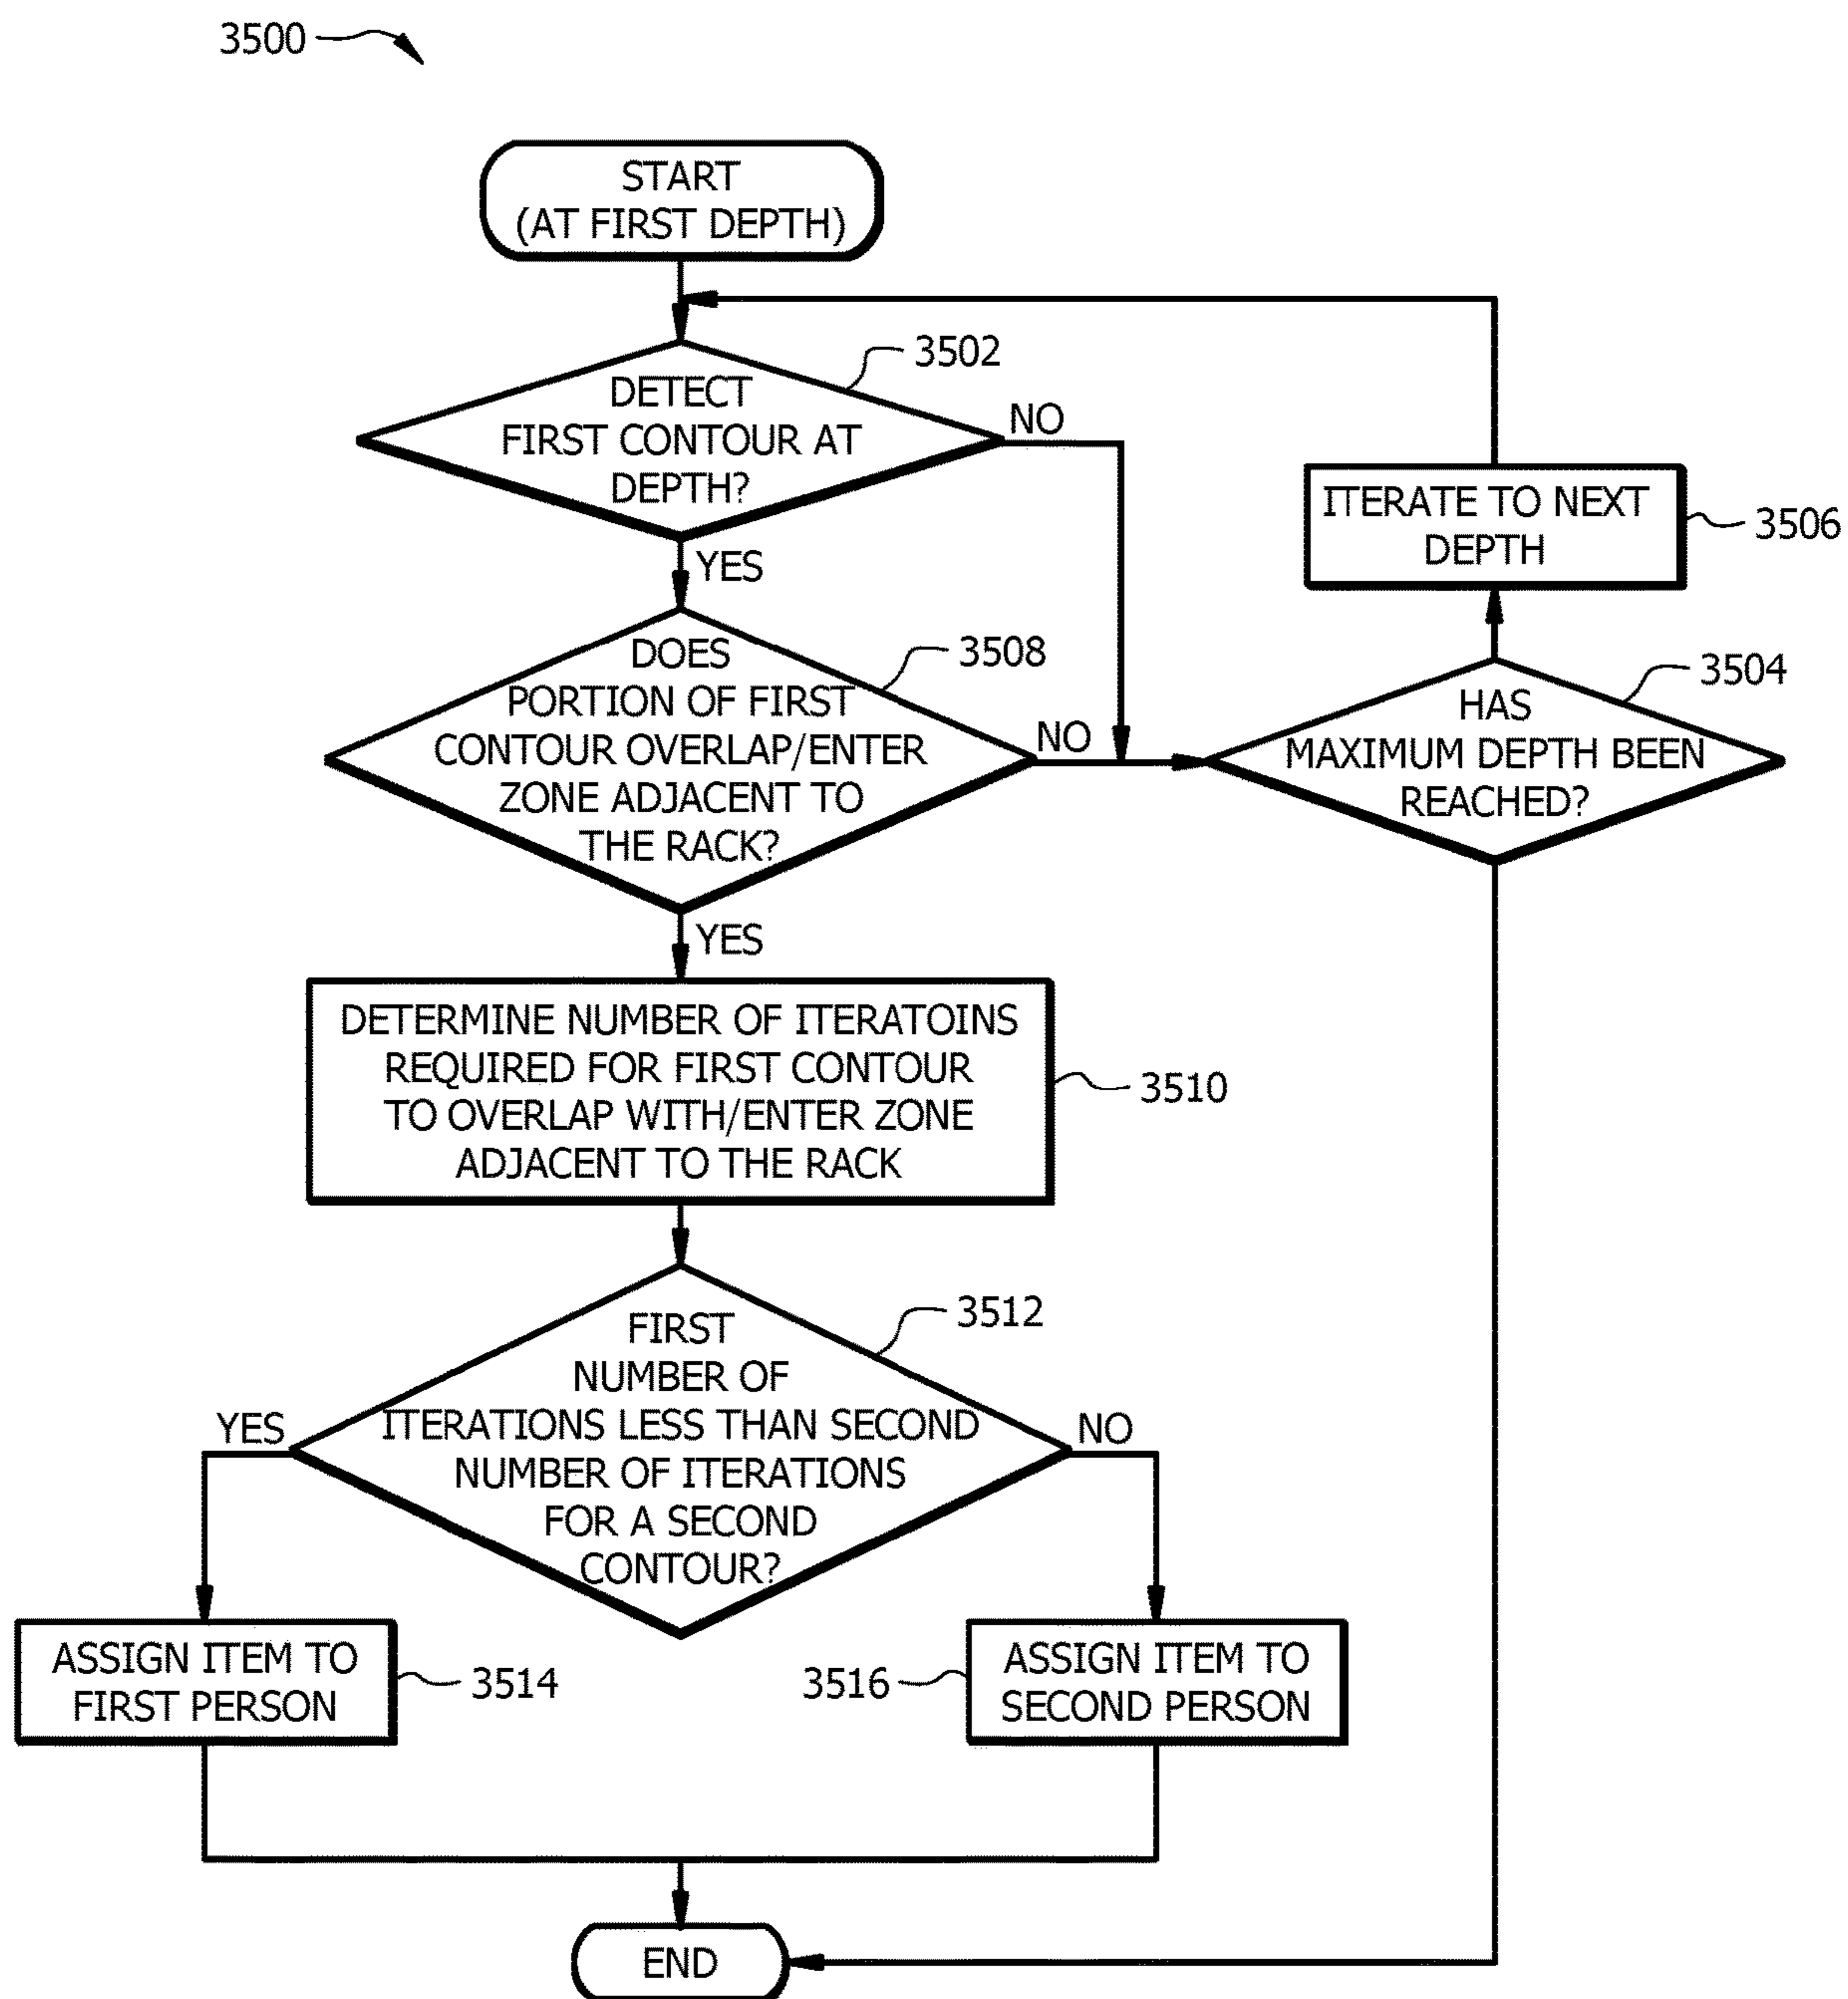 3500
START
(AT FIRST DEPTH)
3502
DETECT
FIRST CONTOUR AT
DEPTH?
NO
YES
ITERATE TO NEXT
DEPTH
3506
DOES
PORTION OF FIRST
CONTOUR OVERLAP/ENTER
ZONE ADJACENT TO
THE RACK?
3508
NO
YES
3504
HAS
MAXIMUM DEPTH BEEN
REACHED?
DETERMINE NUMBER OF ITERATOINS
REQUIRED FOR FIRST CONTOUR
TO OVERLAP WITH/ENTER ZONE
ADJACENT TO THE RACK
3510
3512
FIRST
NUMBER OF
ITERATIONS LESS THAN SECOND
NUMBER OF ITERATIONS
FOR A SECOND
CONTOUR?
YES
NO
ASSIGN ITEM TO
FIRST PERSON
3514
3516
ASSIGN ITEM TO
SECOND PERSON
END